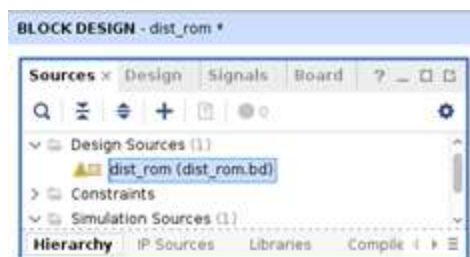 BLOCK DESIGN - dist_rom *
Sources × Design Signals Board ? _
0
Design Sources (1)
dist_rom (dist_rom.bd)
Constraints
Simulation Sources (1)
Hierarchy IP Sources Libraries Compile